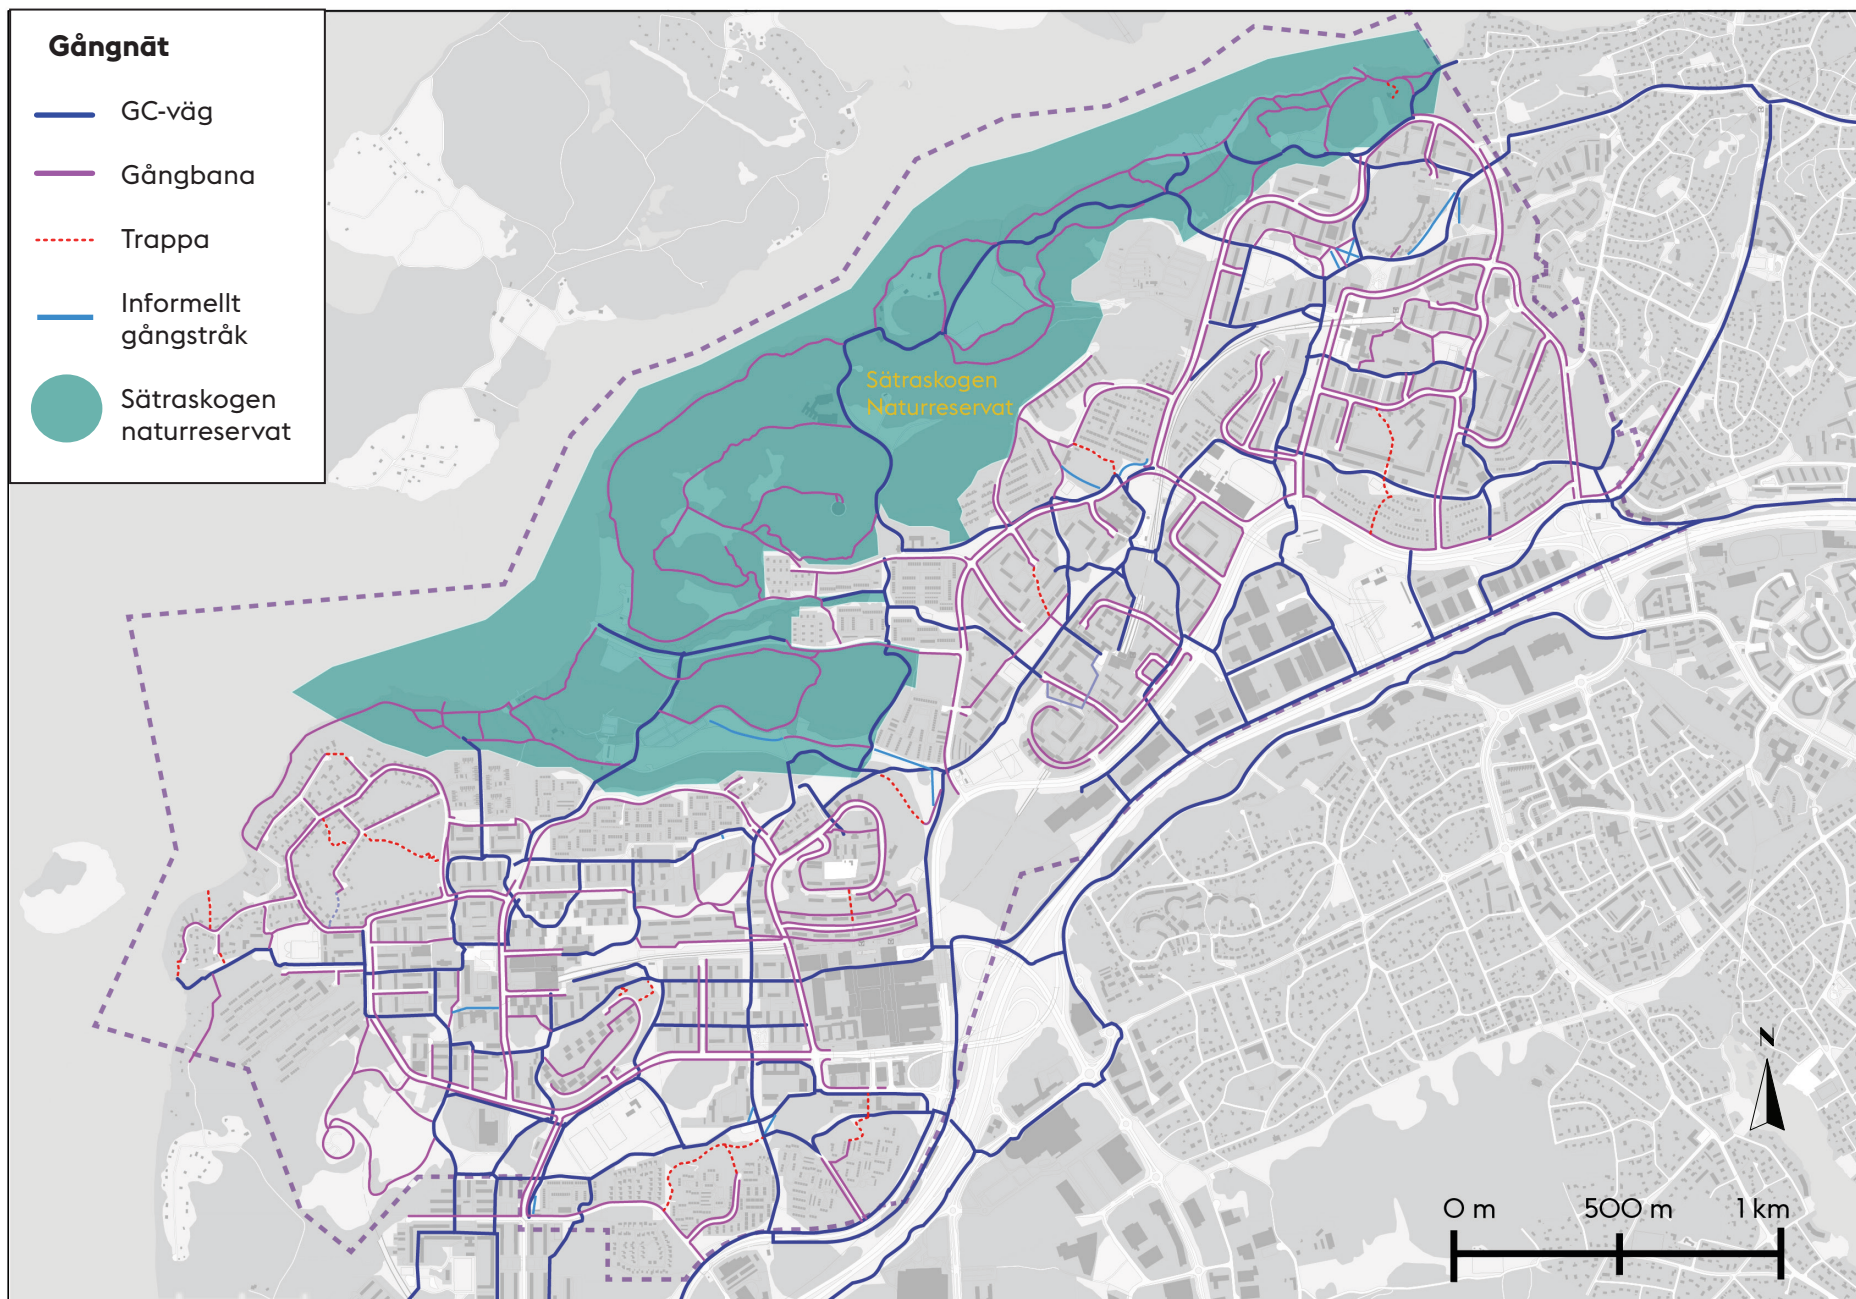 Gångnät
GC-väg
Gångbana
Trappa
Informellt
gångstråk
Sätraskogen
naturreservat
Sätraskogen
Naturreservat
N
0 m
500 m
1 km